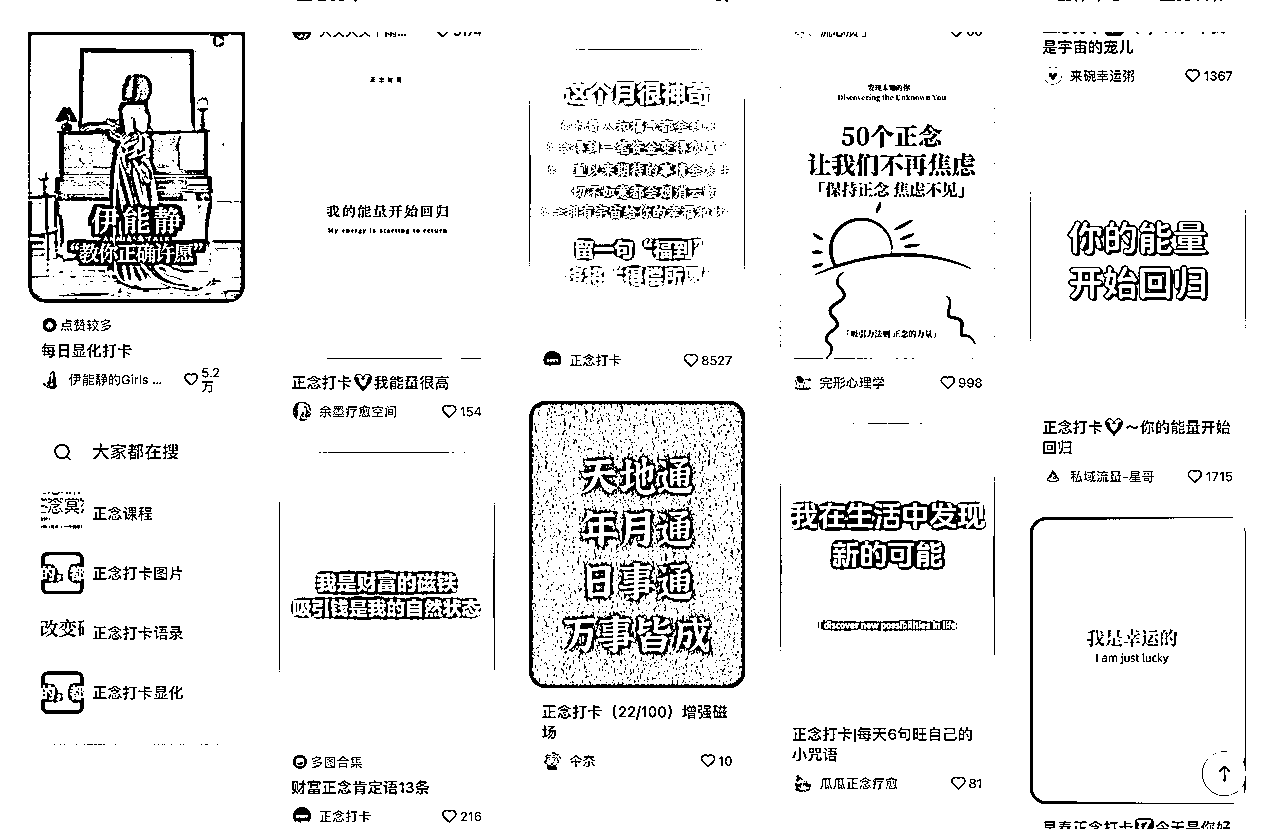 伊能静
“教你正确许愿”
点赞较多
每日显化打卡
伊能静的Girls ...
5.2
万
大家都在搜
正念课程
正念打卡图片
改变
正念打卡语录
正念打卡显化
我的能量开始回归
My energy is starting to return
正念打卡
我能量很高
余墨疗愈空间
154
我是财富的磁铁
吸引钱是我的自然状态
多图合集
财富正念肯定语13条
正念打卡
216
这个月很神奇
留一句“福到”
正念打卡
8527
天地通
年月通
日事通
万事皆成
正念打卡（22/100）增强磁
场
10
发现未知的你
Discovering the Unknown You
50个正念
让我们不再焦虑
「保持正念 焦虑不见」
「吸引力法则 正念的力量」
完形心理学
998
我在生活中发现
新的可能
I discover new possibilities in life
正念打卡|每天6句旺自己的
小咒语
瓜瓜正念疗愈
81
是宇宙的宠儿
来碗幸运粥
1367
你的能量
开始回归
正念打卡
～你的能量开始
回归
私域流量-星哥
1715
我是幸运的
I am just lucky